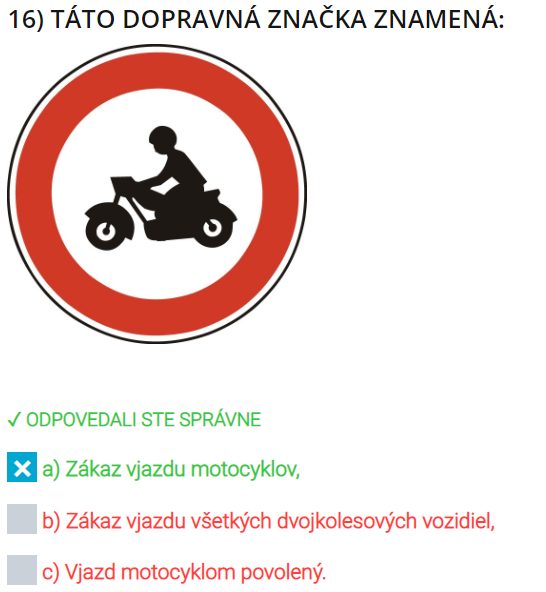 16) TÁTO DOPRAVNÁ ZNAČKA ZNAMENÁ:
✓ ODPOVEDALI STE SPRÁVNE
a) Zákaz vjazdu motocyklov,
b) Zákaz vjazdu všetkých dvojkolesových vozidiel,
c) Vjazd motocyklom povolený.